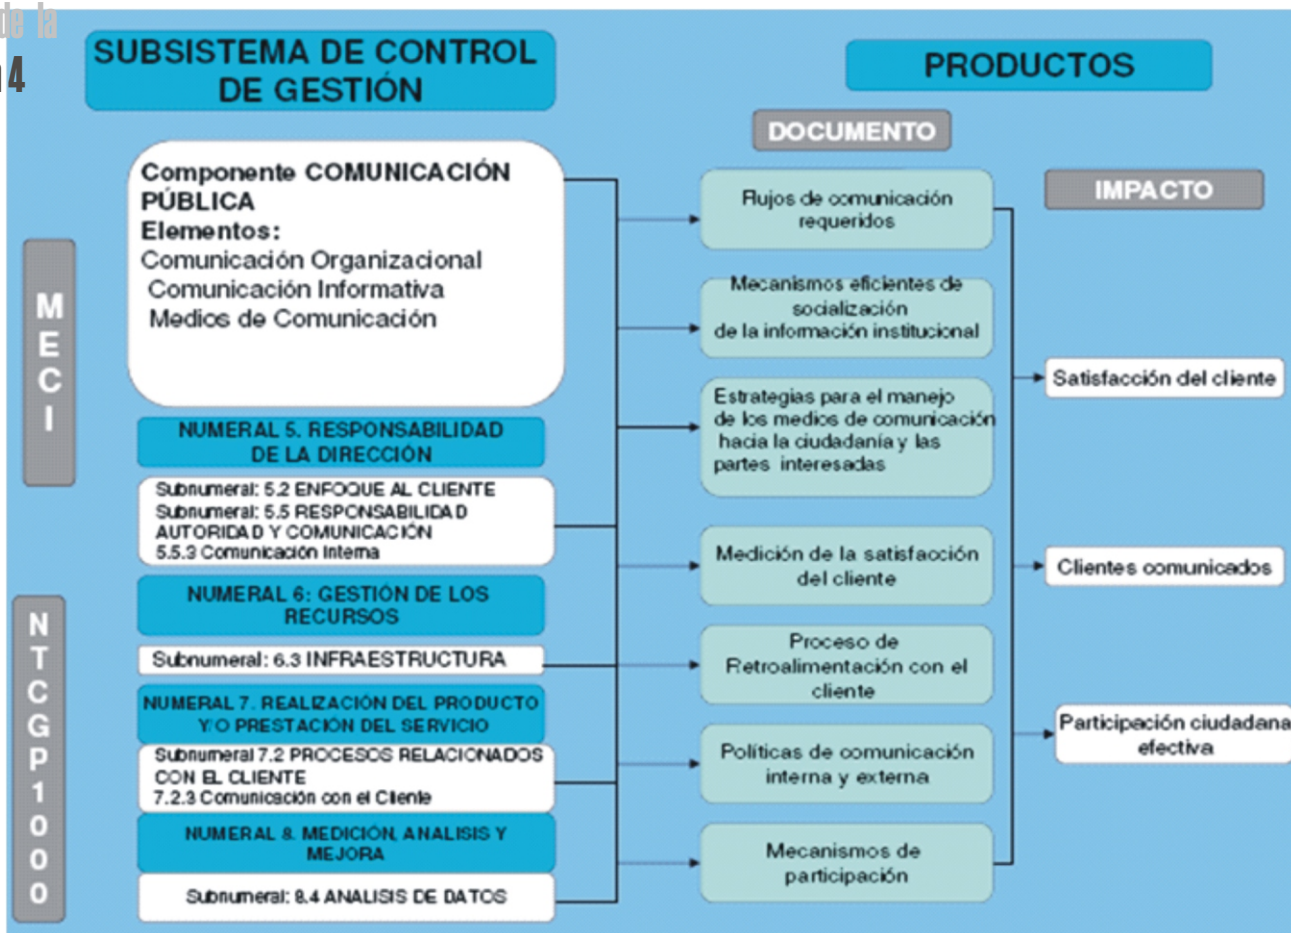 de la
4
SUBSISTEMA DE CONTROL
DE GESTIÓN
PRODUCTOS
DOCUMENTO
IMPACTO
MECI
Componente COMUNICACIÓN
PÚBLICA
Elementos:
Comunicación Organizacional
Comunicación Informativa
Medios de Comunicación
NUMERAL 5. RESPONSABILIDAD
DE LA DIRECCIÓN
Subnumeral: 5.2 ENFOQUE AL CLIENTE
Subnumeral: 5.5 RESPONSABILIDAD
AUTORIDAD Y COMUNICACIÓN
5.5.3 Comunicación Interna
NTCGP1000
NUMERAL 6: GESTIÓN DE LOS
RECURSOS
Subnumeral: 6.3 INFRAESTRUCTURA
NUMERAL 7. REALIZACIÓN DEL PRODUCTO
Y/O PRESTACIÓN DEL SERVICIO
Subnumeral 7.2 PROCESOS RELACIONADOS
CON EL CLIENTE
7.2.3 Comunicación con el Cliente
NUMERAL 8. MEDICIÓN, ANALISIS Y
MEJORA
Subnumeral: 8.4 ANALISIS DE DATOS
Flujos de comunicación
requeridos
Mecanismos eficientes de
socialización
de la información institucional
Estrategias para el manejo
de los medios de comunicación
hacia la ciudadanía y las
partes interesadas
Medición de la satisfacción
del cliente
Proceso de
Retroalimentación con el
cliente
Políticas de comunicación
interna y externa
Mecanismos de
participación
Satisfacción del cliente
Clientes comunicados
Participación ciudadana
efectiva